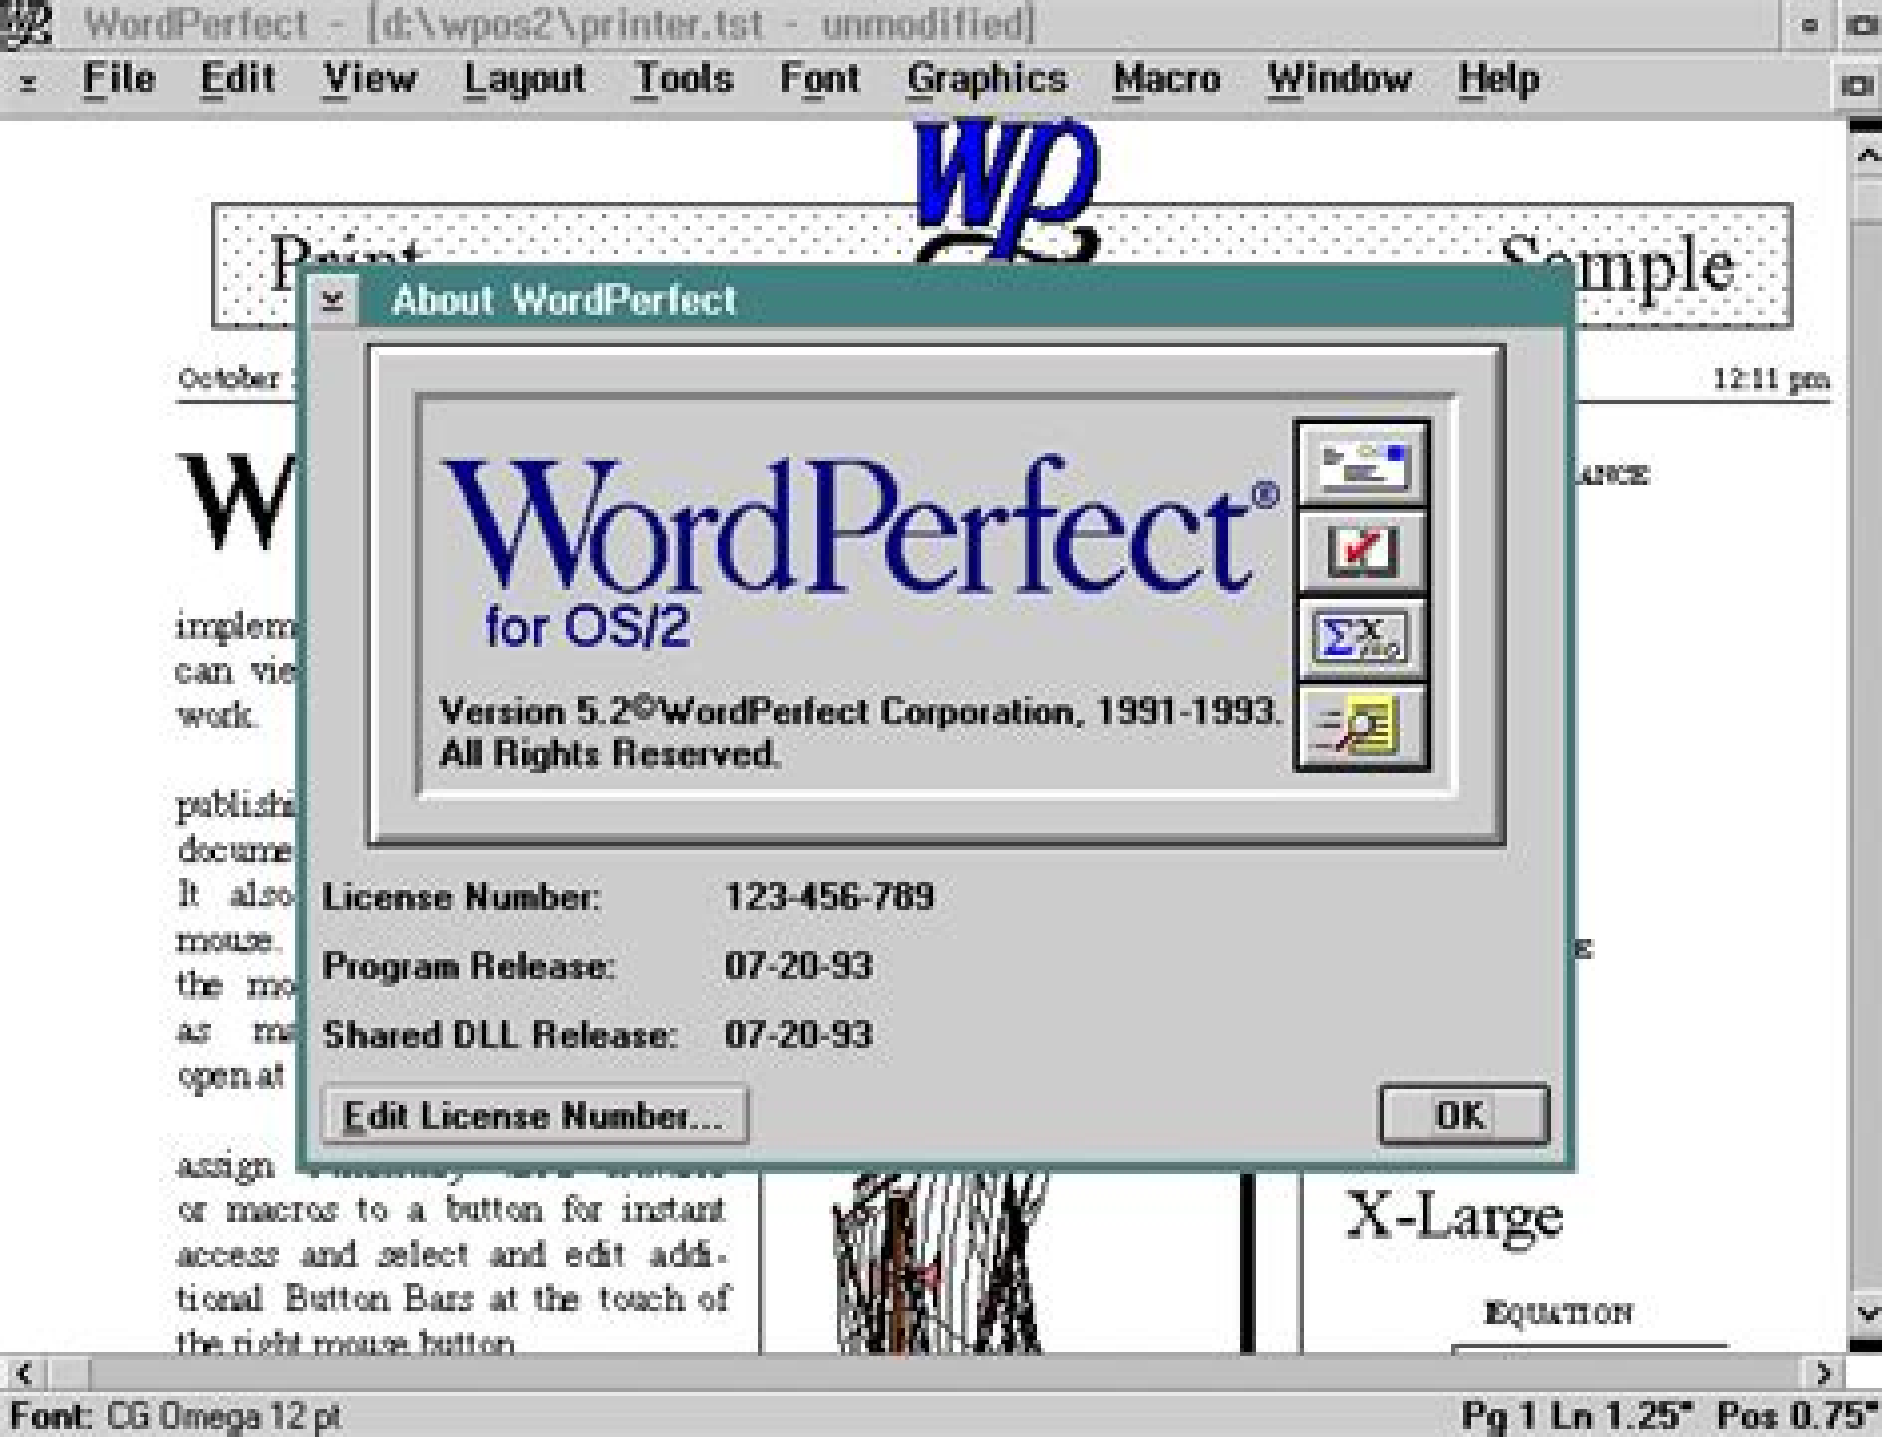 WordPerfect - [d:\wpos2\printer.tst - unmodified]
File Edit View Layout Tools Font Graphics Macro Window Help
WP
Print Sample
About WordPerfect
October 12:11 pm
WordPerfect®
for OS/2
Version 5.2©WordPerfect Corporation, 1991-1993.
All Rights Reserved.
W
implem
can vie
work.
publishi
docume
It also
mouse.
the mo
as ma
open at
License Number: 123-456-789
Program Release: 07-20-93
Shared DLL Release: 07-20-93
Edit License Number... OK
assign
or macros to a button for instant
access and select and edit addi-
tional Button Bars at the touch of
the right mouse button
X-Large
EQUATION
Font: CG Omega 12 pt
Pg 1 Ln 1.25" Pos 0.75"